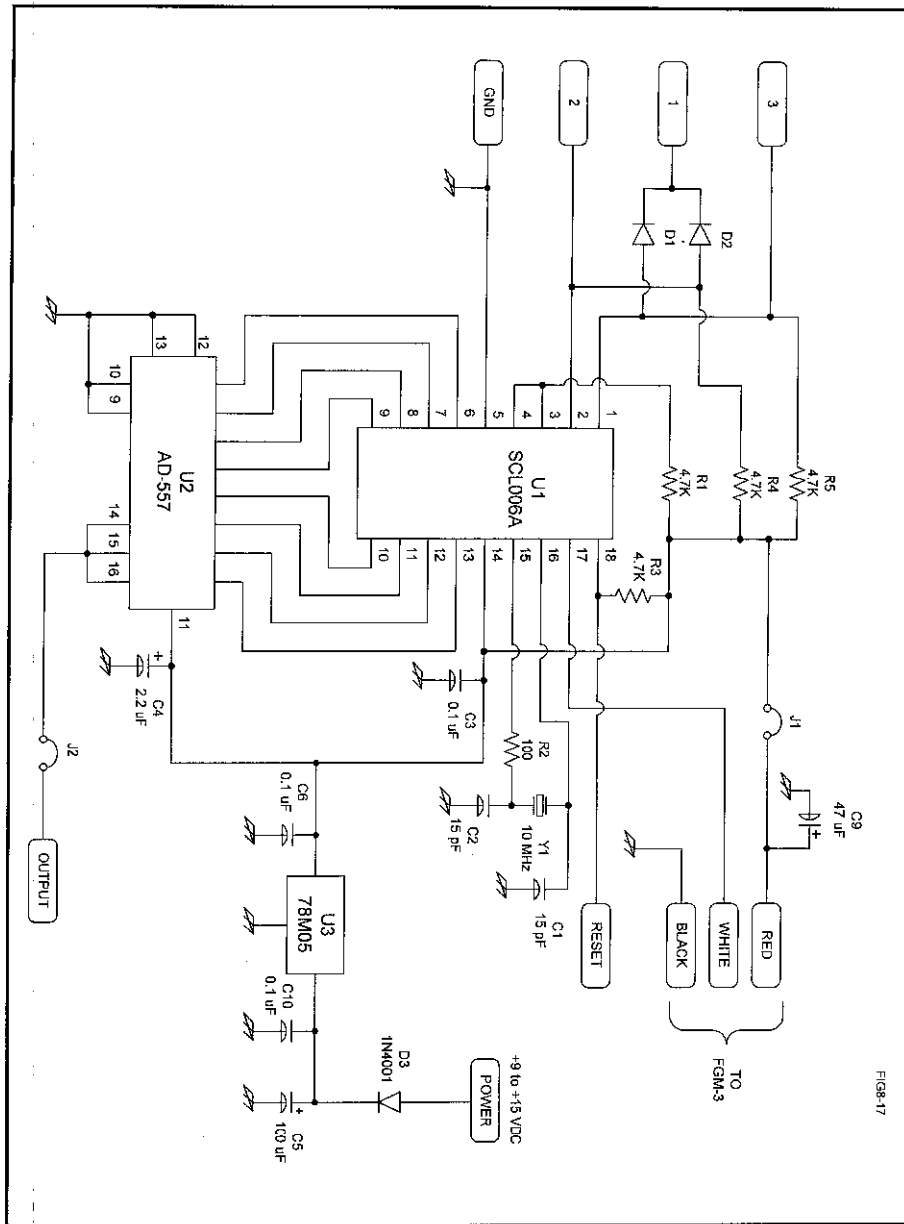 FIG8-17
3
1
2
GND
D2
D1
R5
4.7K
R4
4.7K
R1
4.7K
R3
4.7K
1
2
3
4
5
6
7
8
9
U1
SCL006A
18
17
16
15
14
13
12
11
10
J1
C9
47 uF
+
RED
WHITE
BLACK
TO
FGM-3
RESET
R2
100
Y1
10 MHz
C1
15 pF
C2
15 pF
C3
0.1 uF
12
13
10
9
U2
AD-557
14
15
16
11
+
C4
2.2 uF
C6
0.1 uF
U3
78M05
C10
0.1 uF
D3
1N4001
+
C5
100 uF
+9 to +15 VDC
POWER
J2
OUTPUT